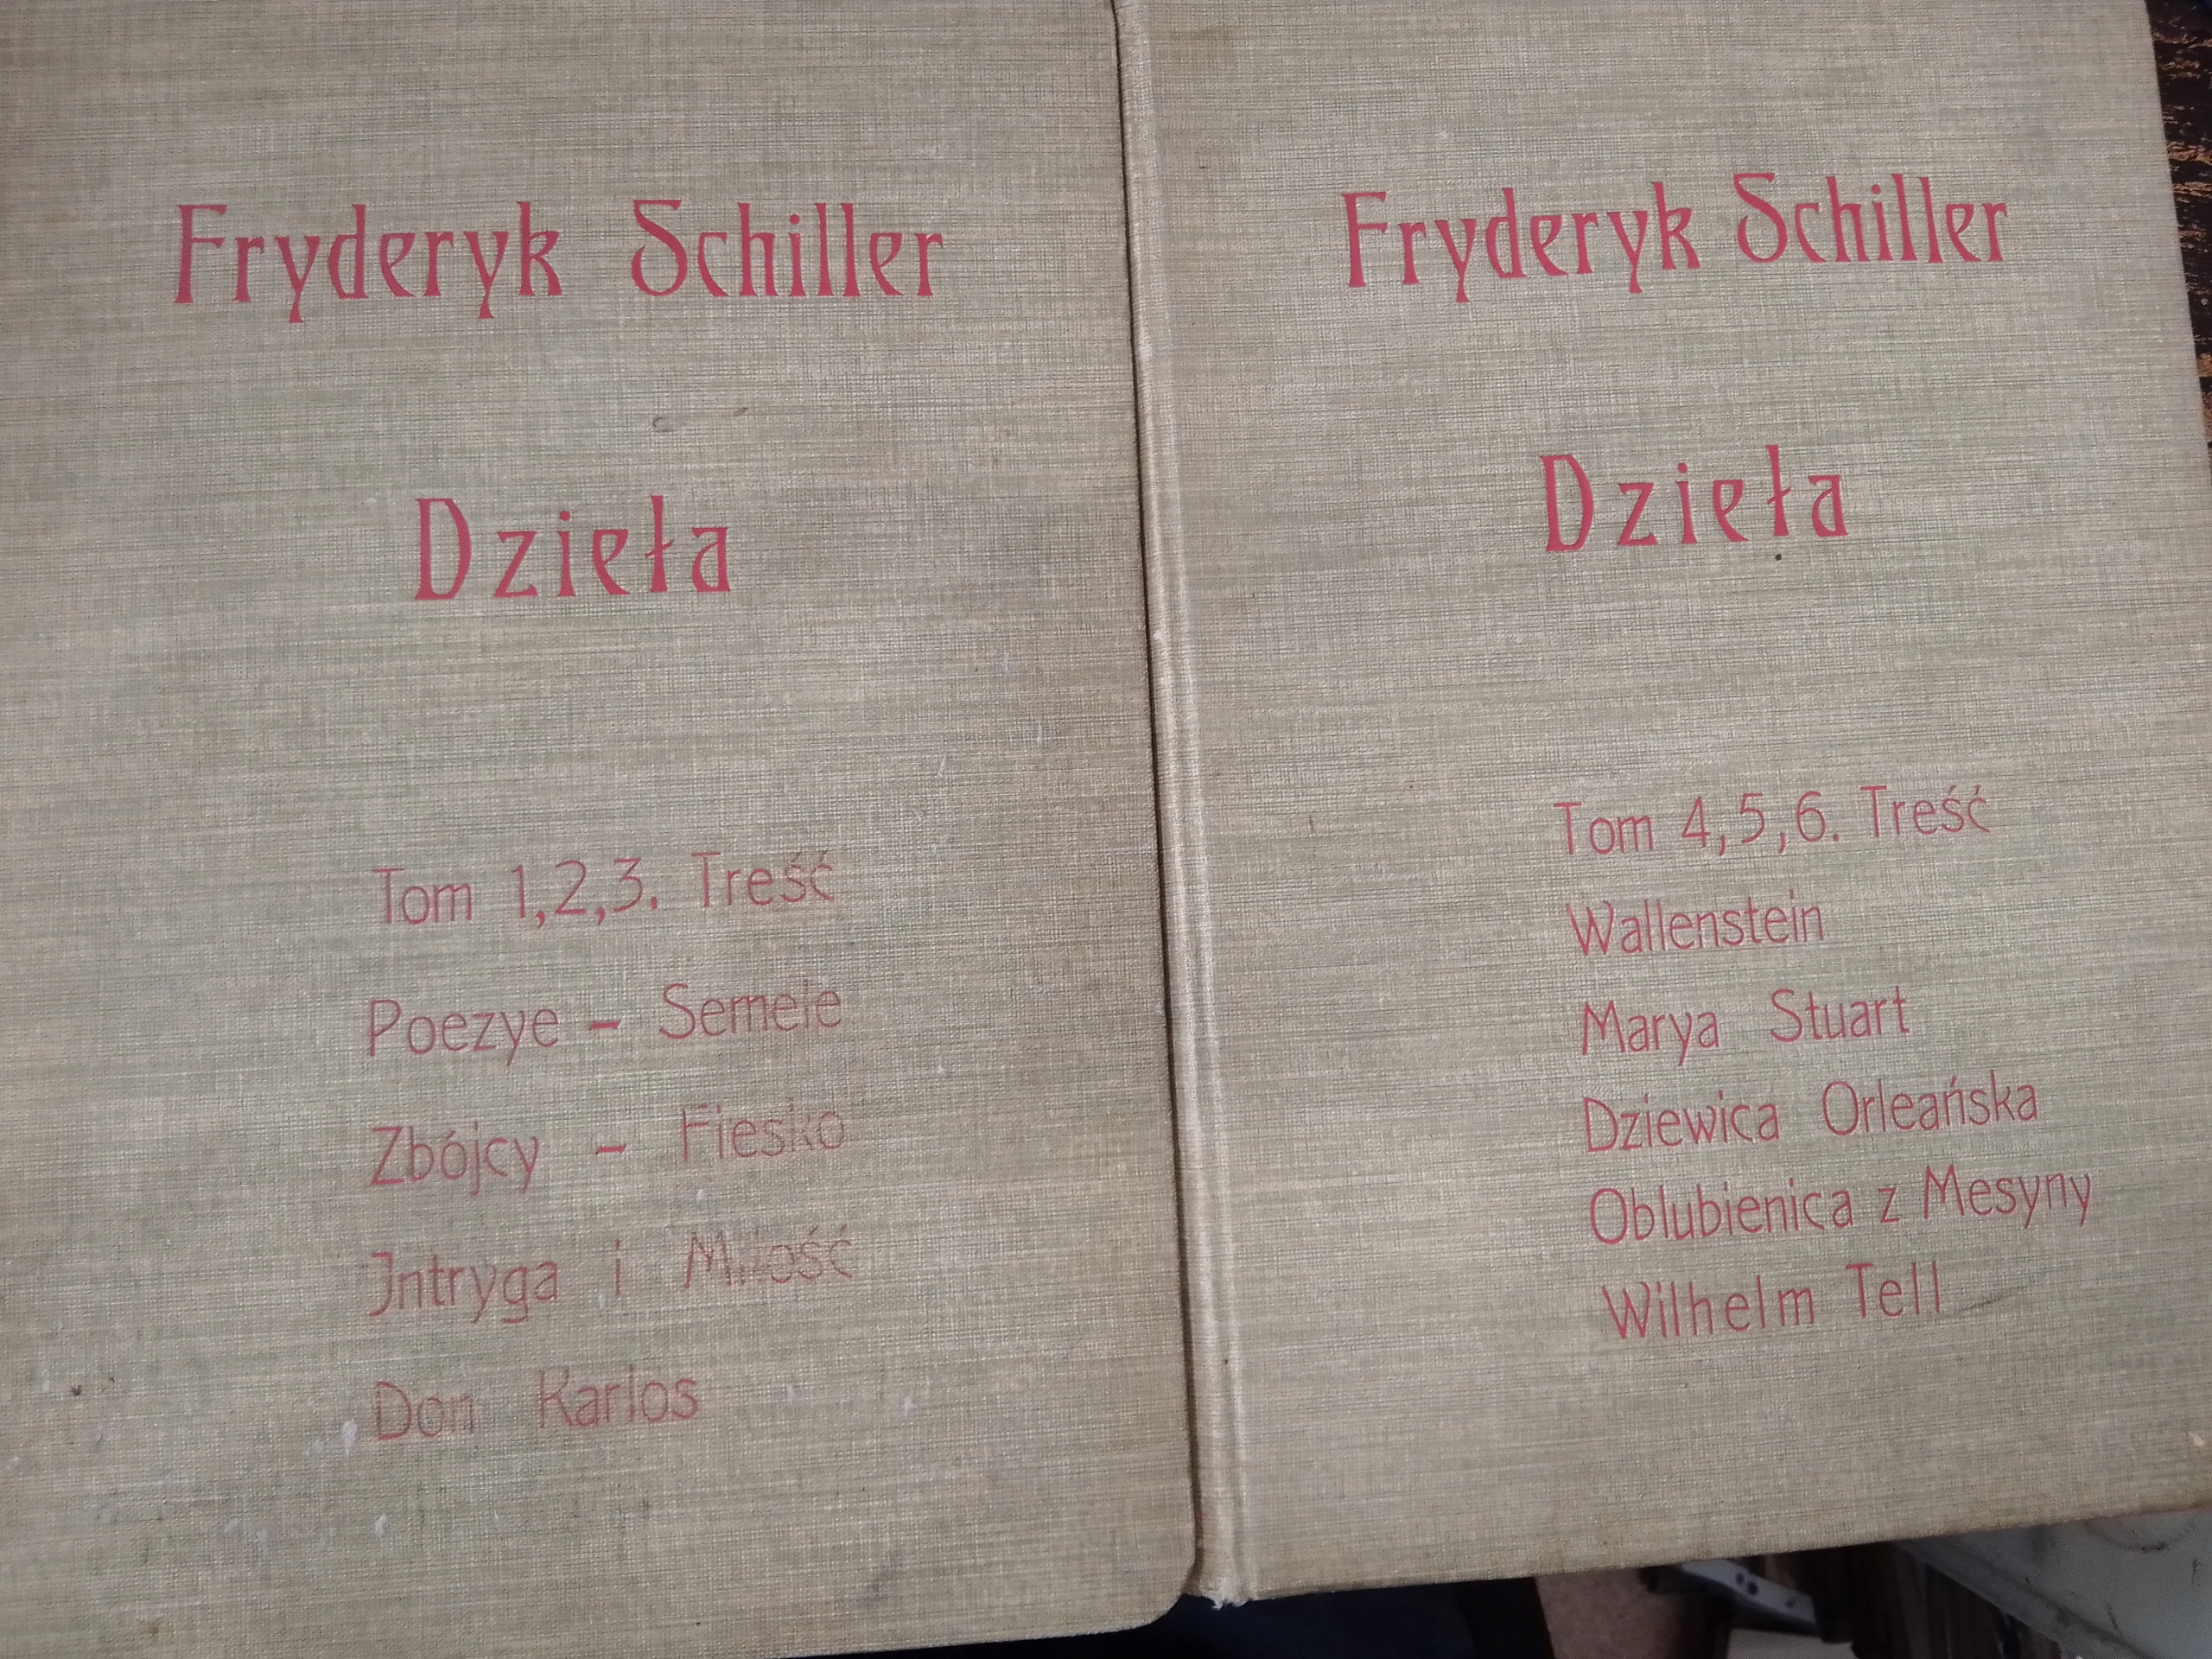 Fryderyk Schiller
Dzieła
Tom 1,2,3. Treść
Poezye - Semele
Zbójcy - Fiesko
Jntryga i Miłość
Don Karlos
Fryderyk Schiller
Dzieła
Tom 4,5,6. Treść
Wallenstein
Marya Stuart
Dziewica Orleańska
Oblubienica z Mesyny
Wilhelm Tell